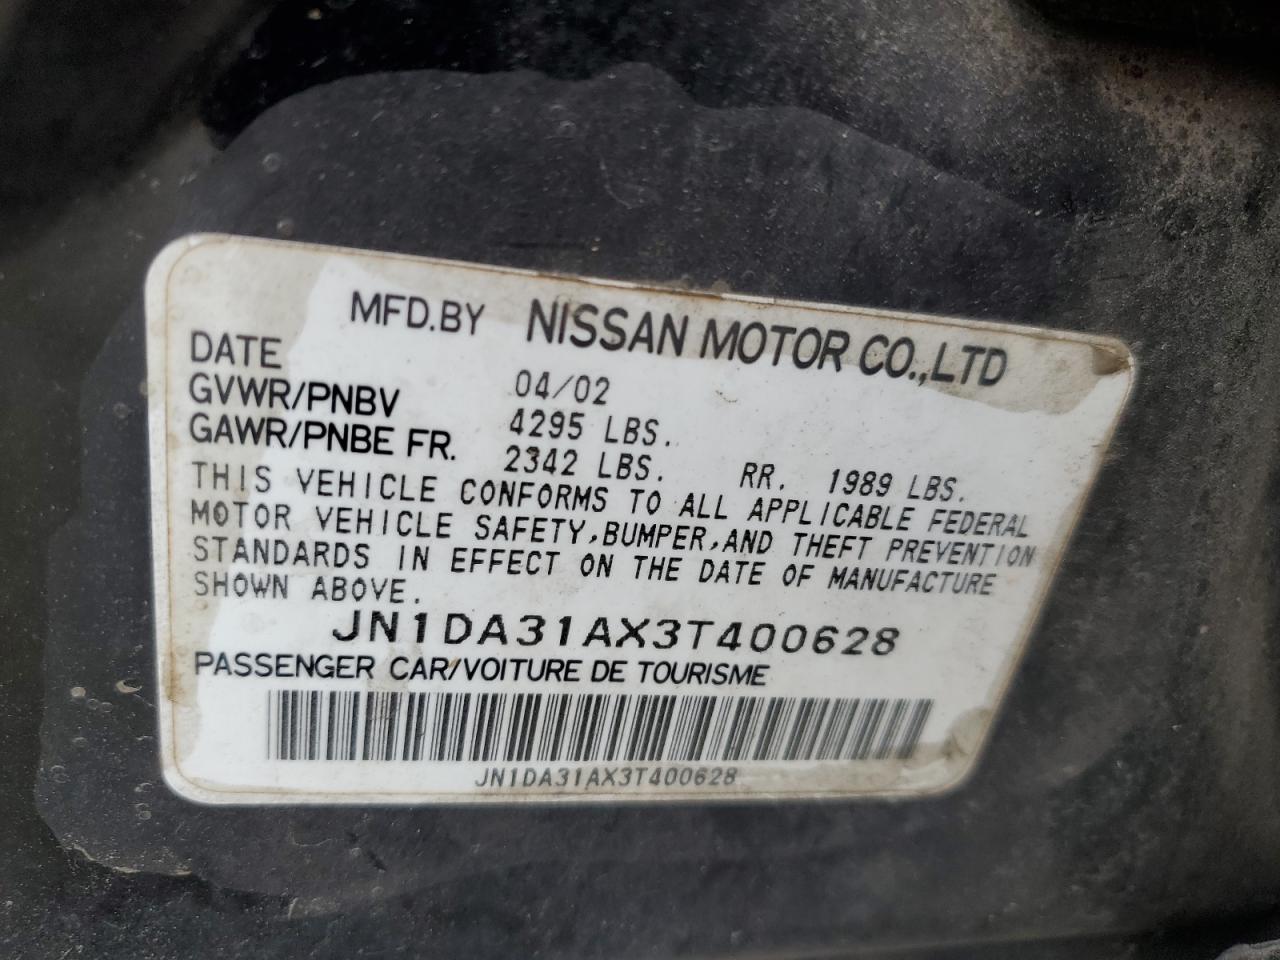 MFD.BY NISSAN MOTOR CO.,LTD
DATE 04/02
GVWR/PNBV 4295 LBS.
GAWR/PNBE FR. 2342 LBS. RR. 1989 LBS.
THIS VEHICLE CONFORMS TO ALL APPLICABLE FEDERAL
MOTOR VEHICLE SAFETY,BUMPER,AND THEFT PREVENTION
STANDARDS IN EFFECT ON THE DATE OF MANUFACTURE
SHOWN ABOVE.
JN1DA31AX3T400628
PASSENGER CAR/VOITURE DE TOURISME
JN1DA31AX3T400628